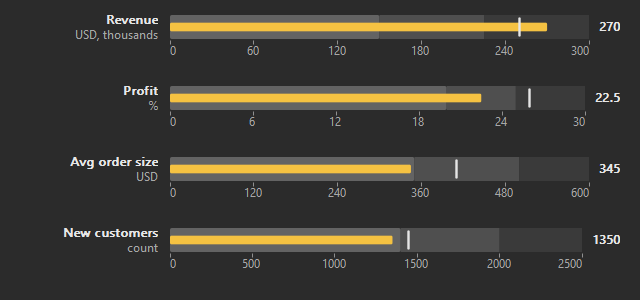 Revenue
USD, thousands
270
0 60 120 180 240 300
Profit
%
22.5
0 6 12 18 24 30
Avg order size
USD
345
0 120 240 360 480 600
New customers
count
1350
0 500 1000 1500 2000 2500